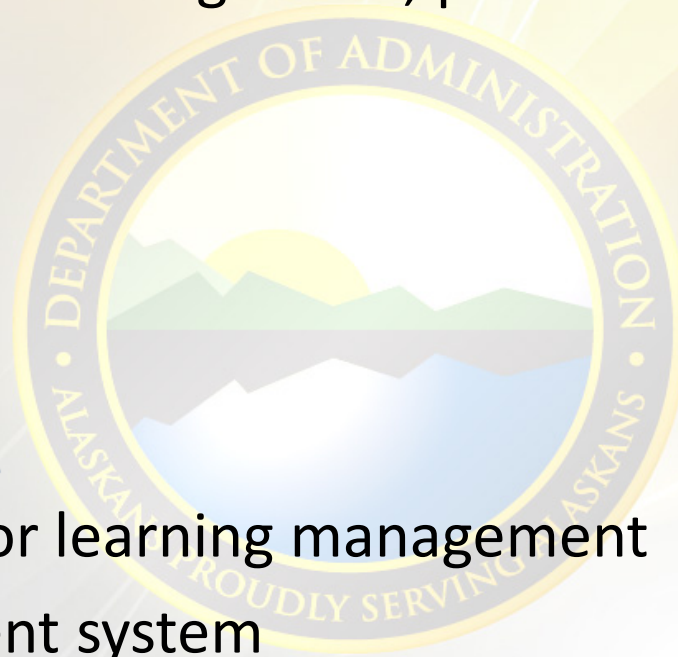 DEPARTMENT OF ADMINISTRATION
ALASKANS PROUDLY SERVING ALASKANS
or learning management
nt system